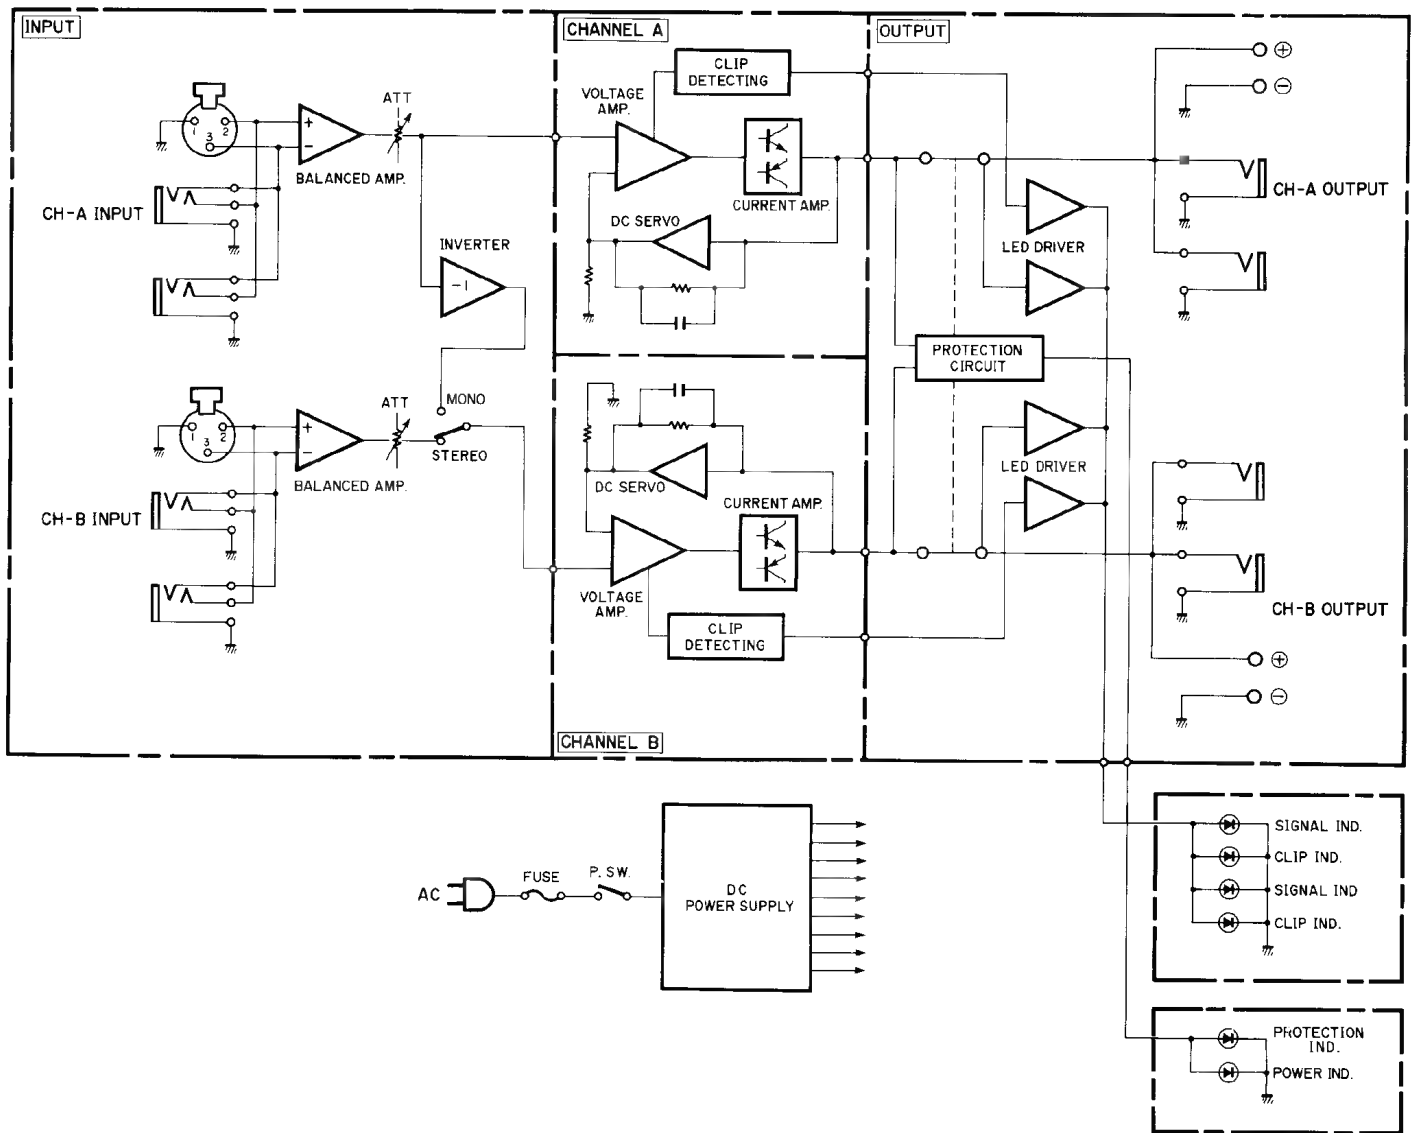 INPUT
CHANNEL A
OUTPUT
CLIP
DETECTING
⊕
⊖
VOLTAGE
AMP.
ATT
1
2
3
+
−
BALANCED AMP.
CURRENT AMP.
CH-A INPUT
DC SERVO
LED DRIVER
CH-A OUTPUT
INVERTER
-1
PROTECTION
CIRCUIT
MONO
ATT
STEREO
1
2
3
+
−
BALANCED AMP.
CH-B INPUT
DC SERVO
CURRENT AMP.
LED DRIVER
VOLTAGE
AMP.
CLIP
DETECTING
CH-B OUTPUT
⊕
⊖
CHANNEL B
AC
FUSE
P. SW.
DC
POWER SUPPLY
SIGNAL IND.
CLIP IND.
SIGNAL IND
CLIP IND.
PROTECTION
IND.
POWER IND.